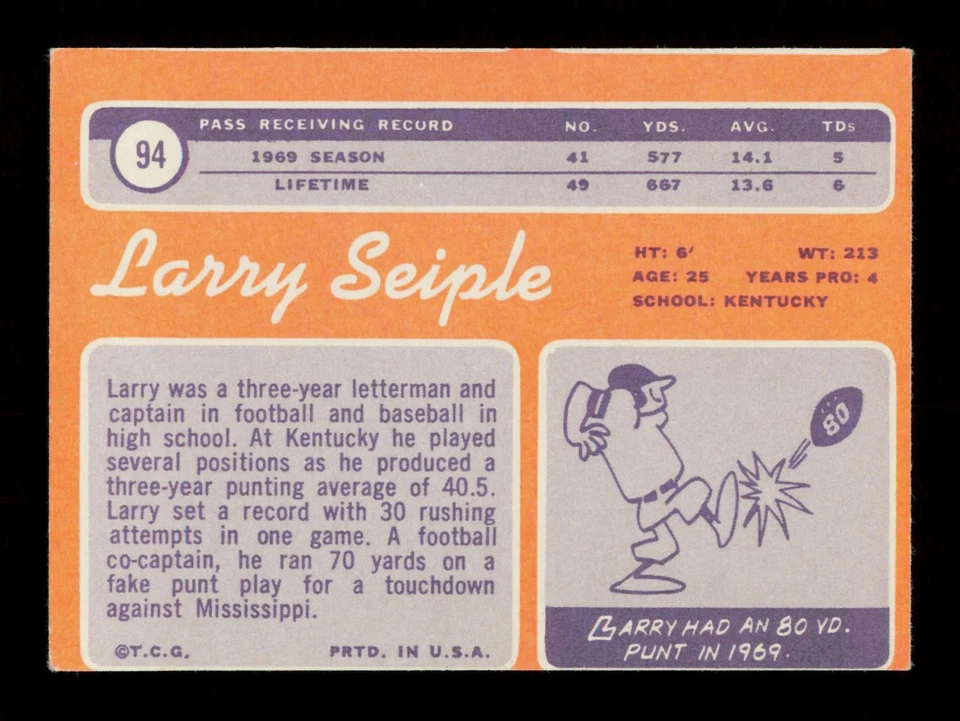 94
PASS RECEIVING RECORD NO. YDS. AVG. TDs
1969 SEASON 41 577 14.1 5
LIFETIME 49 667 13.6 6
Larry Seiple
HT: 6' WT: 213
AGE: 25 YEARS PRO: 4
SCHOOL: KENTUCKY
Larry was a three-year letterman and
captain in football and baseball in
high school. At Kentucky he played
several positions as he produced a
three-year punting average of 40.5.
Larry set a record with 30 rushing
attempts in one game. A football
co-captain, he ran 70 yards on a
fake punt play for a touchdown
against Mississippi.
©T.C.G. PRTD. IN U.S.A.
80
LARRY HAD AN 80 YD.
PUNT IN 1969.